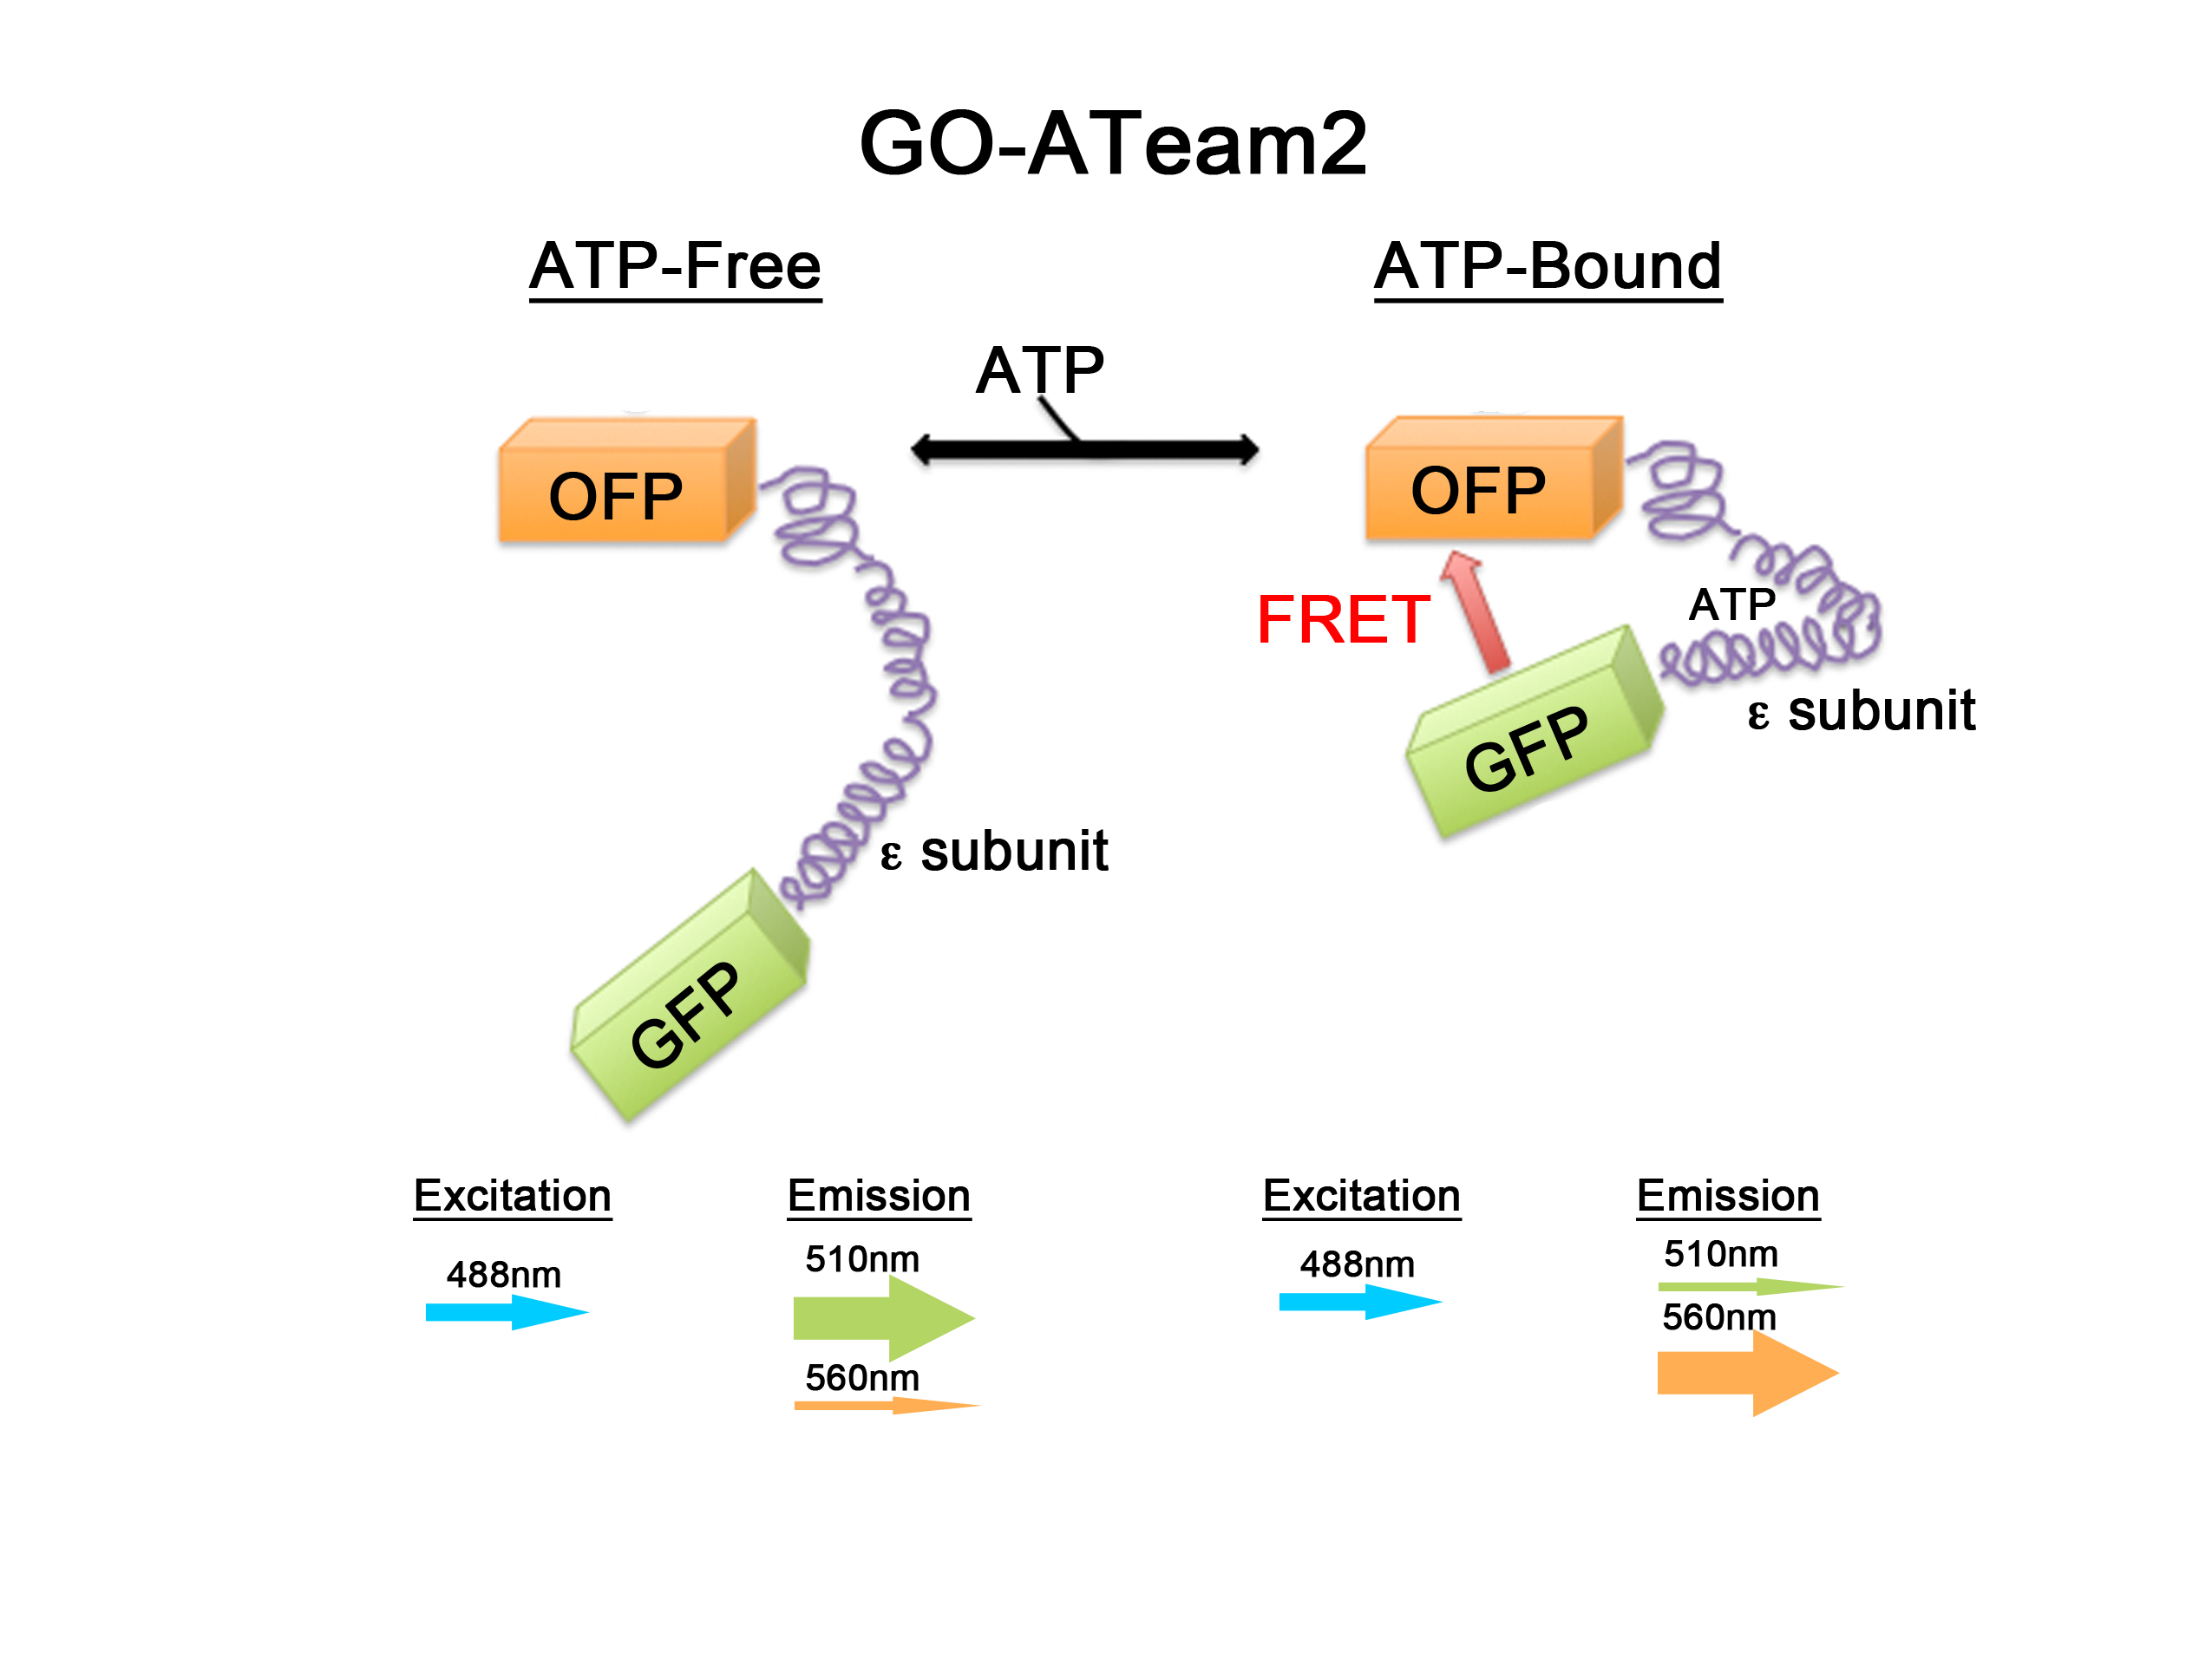 GO-ATeam2
ATP-Free
ATP-Bound
ATP
OFP
OFP
FRET
ATP
GFP
ε subunit
ε subunit
GFP
Excitation
Emission
Excitation
Emission
488nm
510nm
560nm
488nm
510nm
560nm